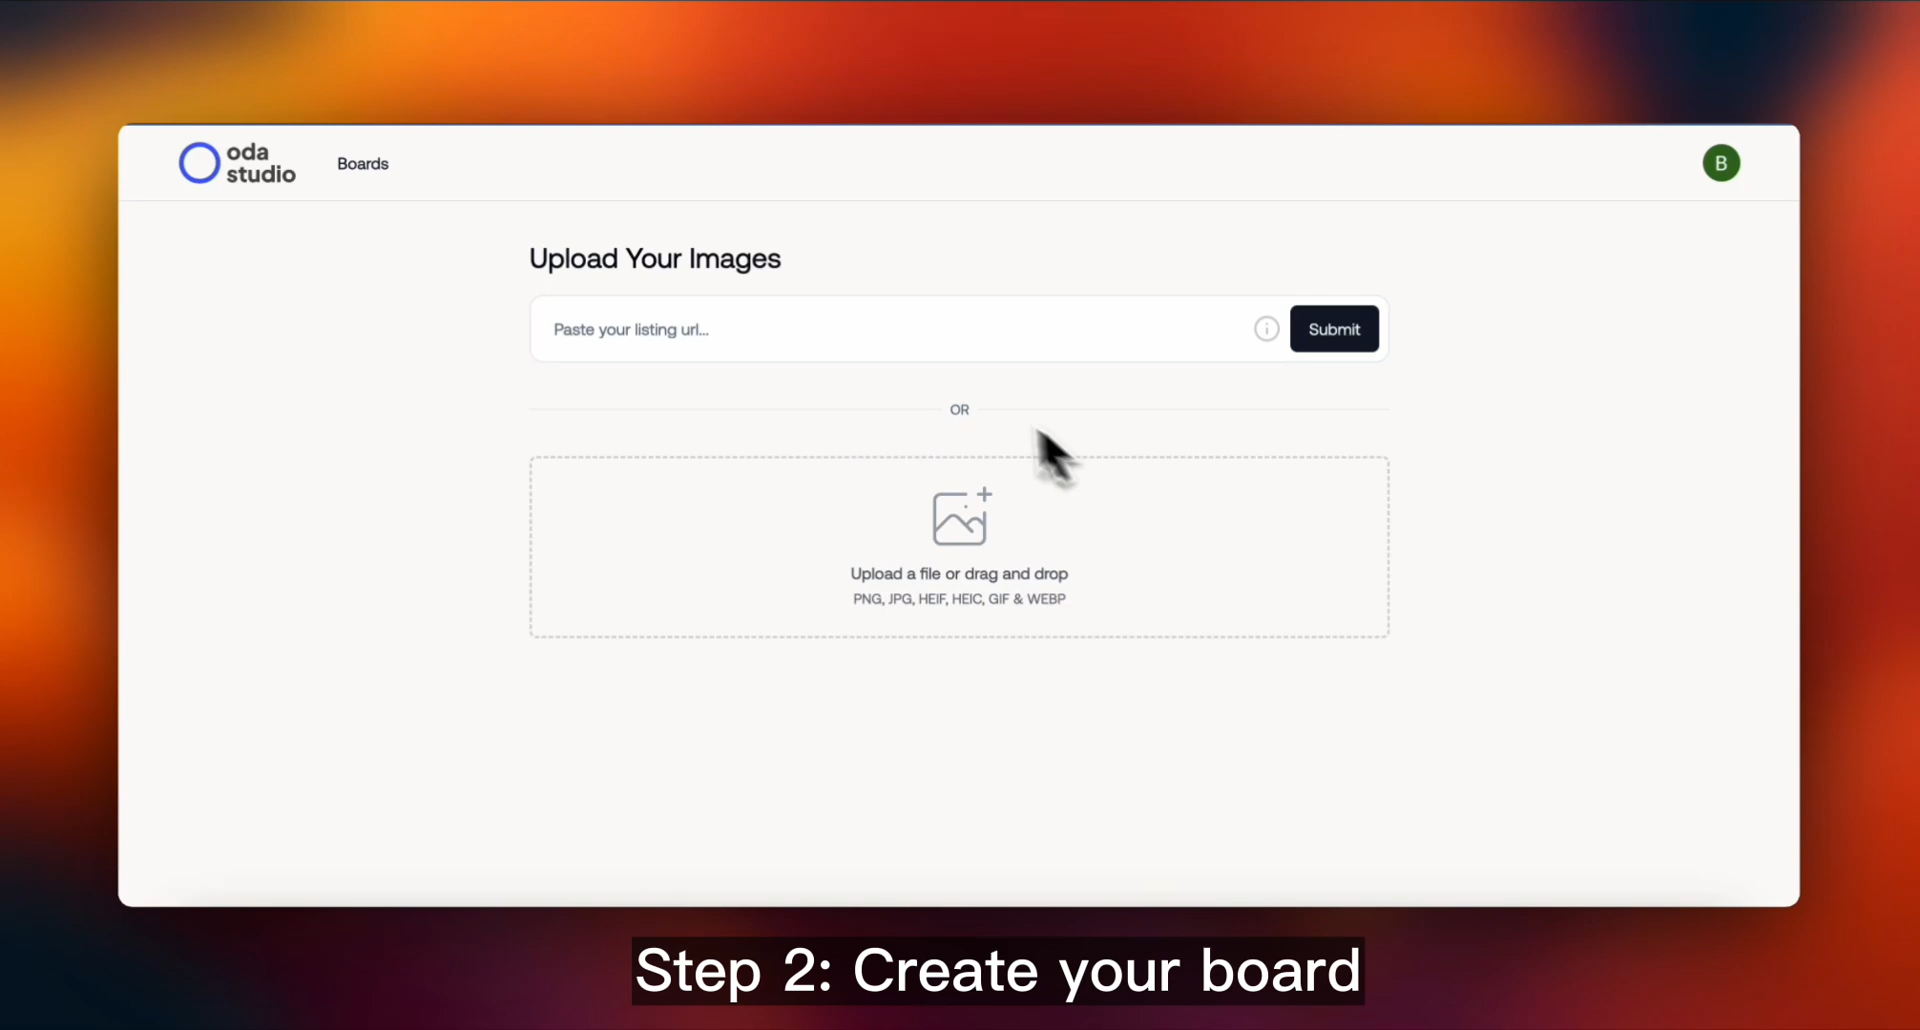 oda
studio
Boards
B
Upload Your Images
Paste your listing url...
Submit
OR
Upload a file or drag and drop
PNG, JPG, HEIF, HEIC, GIF & WEBP
Step 2: Create your board